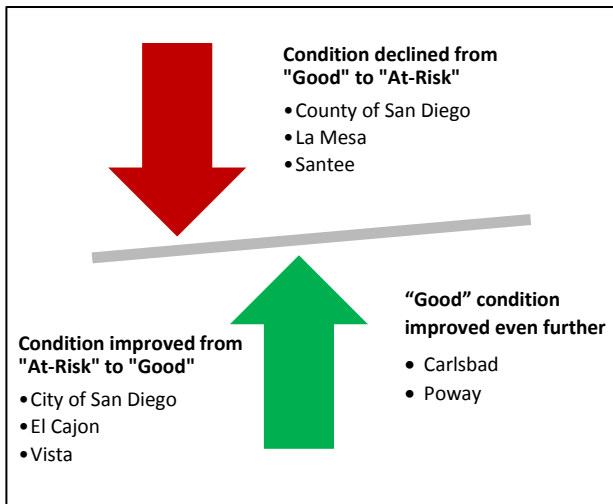 Condition declined from
"Good" to "At-Risk"
•County of San Diego
•La Mesa
•Santee
Condition improved from
"At-Risk" to "Good"
•City of San Diego
•El Cajon
•Vista
“Good” condition
improved even further
• Carlsbad
• Poway